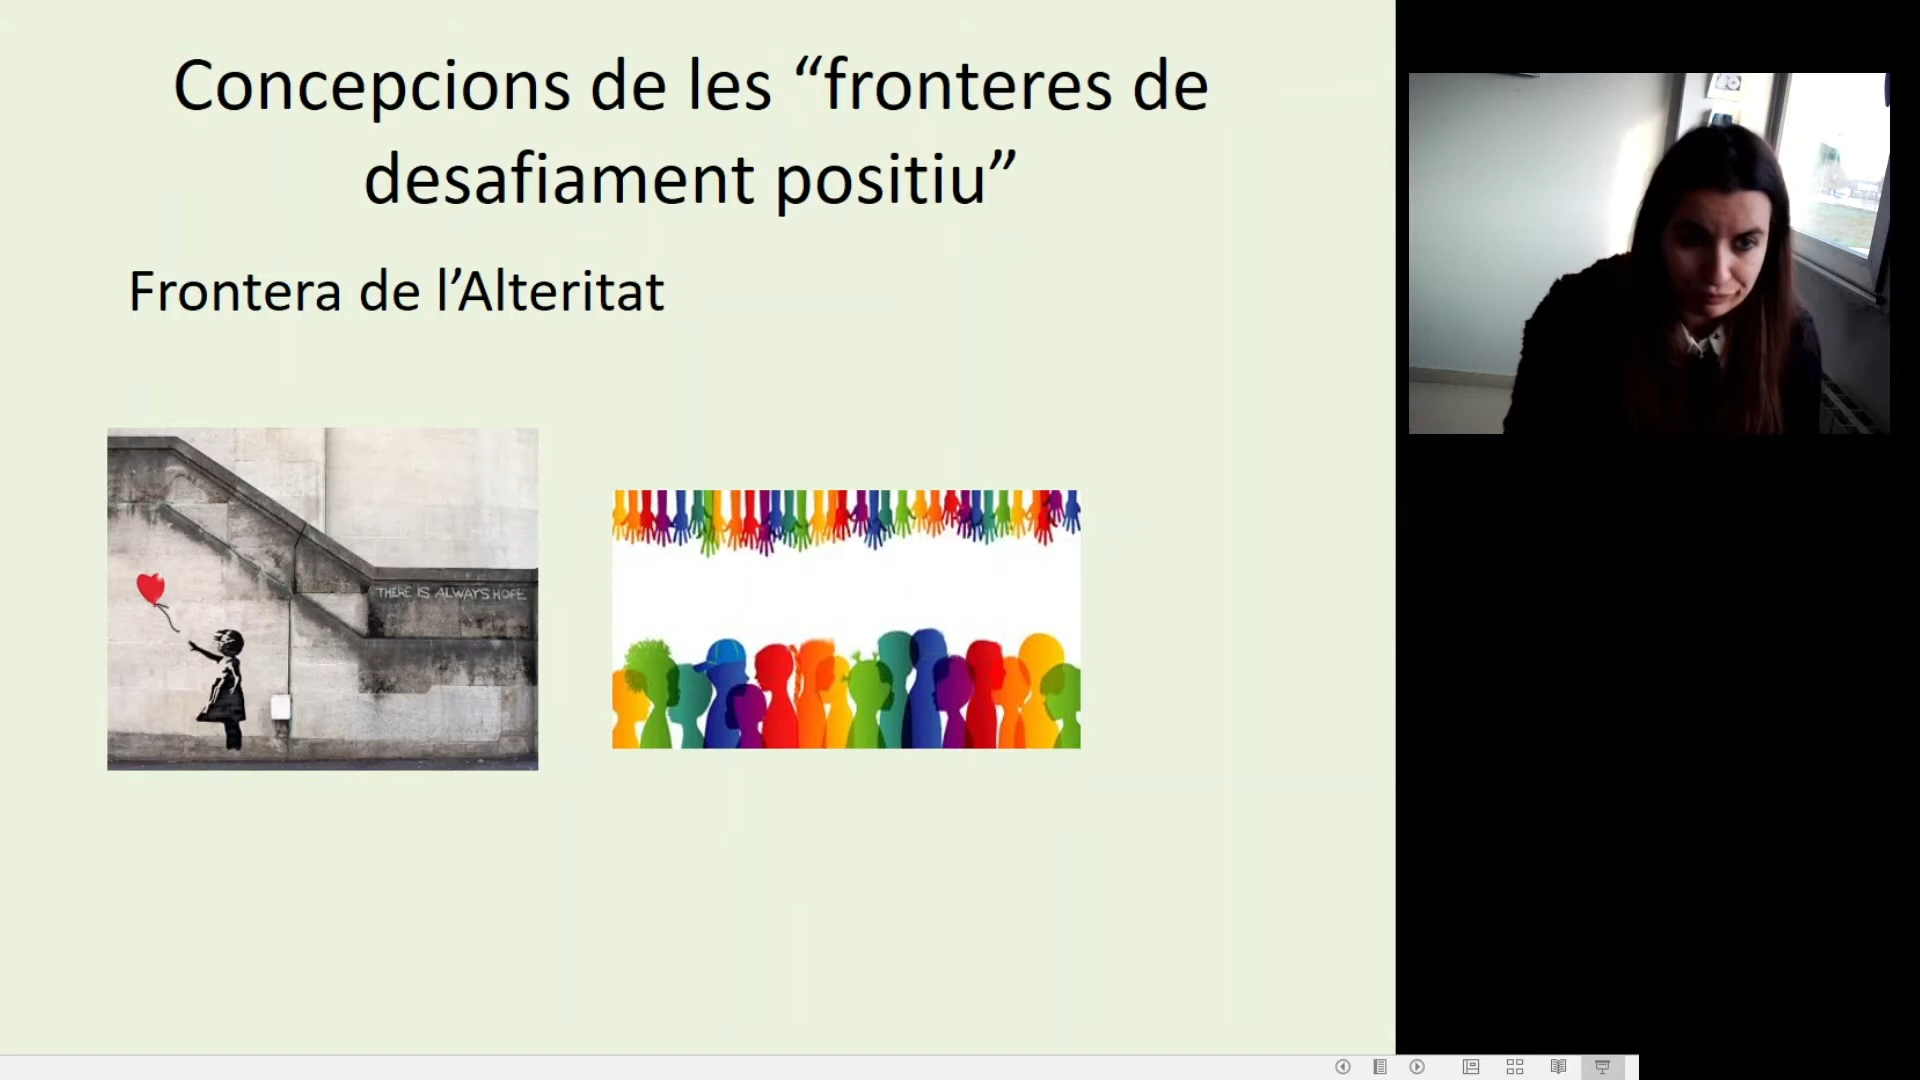 Concepcions de les “fronteres de
desafiament positiu”
Frontera de l’Alteritat
THERE IS ALWAYS HOPE